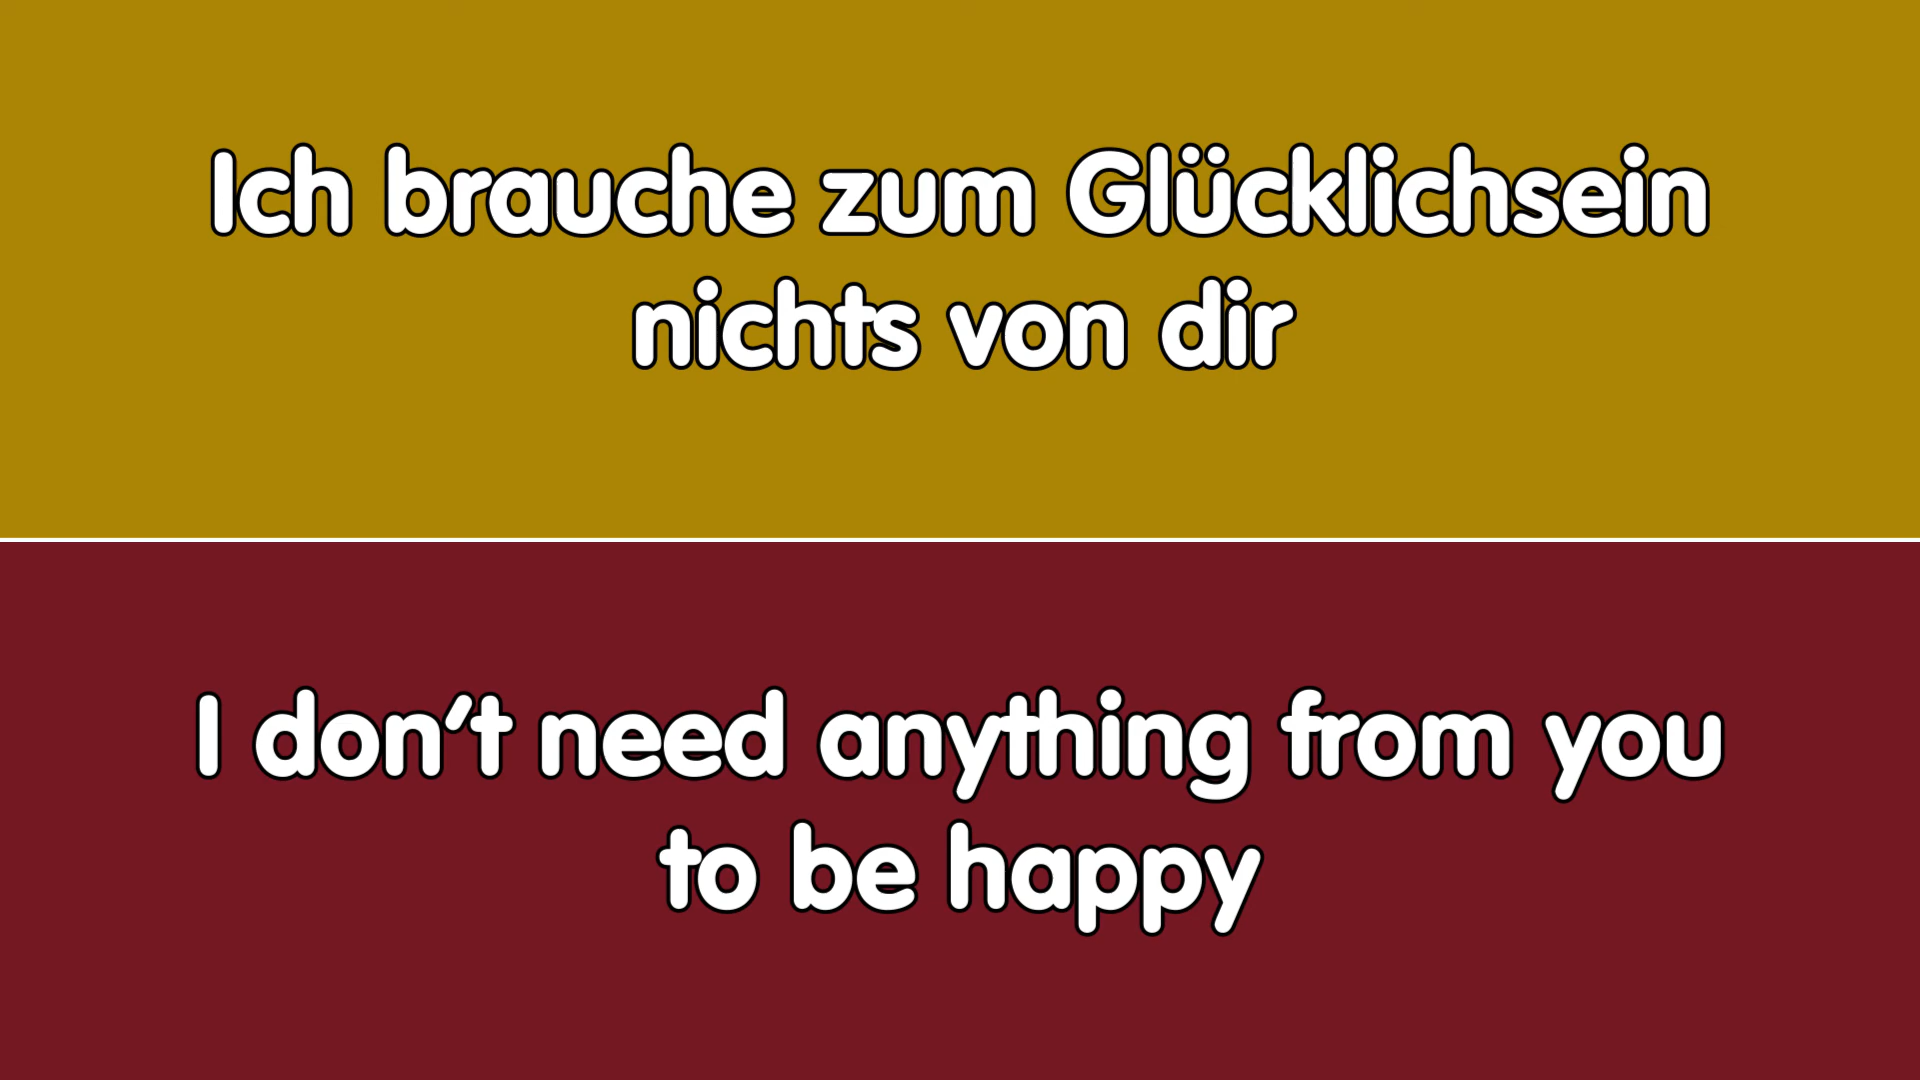 Ich brauche zum Glücklichsein
nichts von dir
I don't need anything from you
to be happy